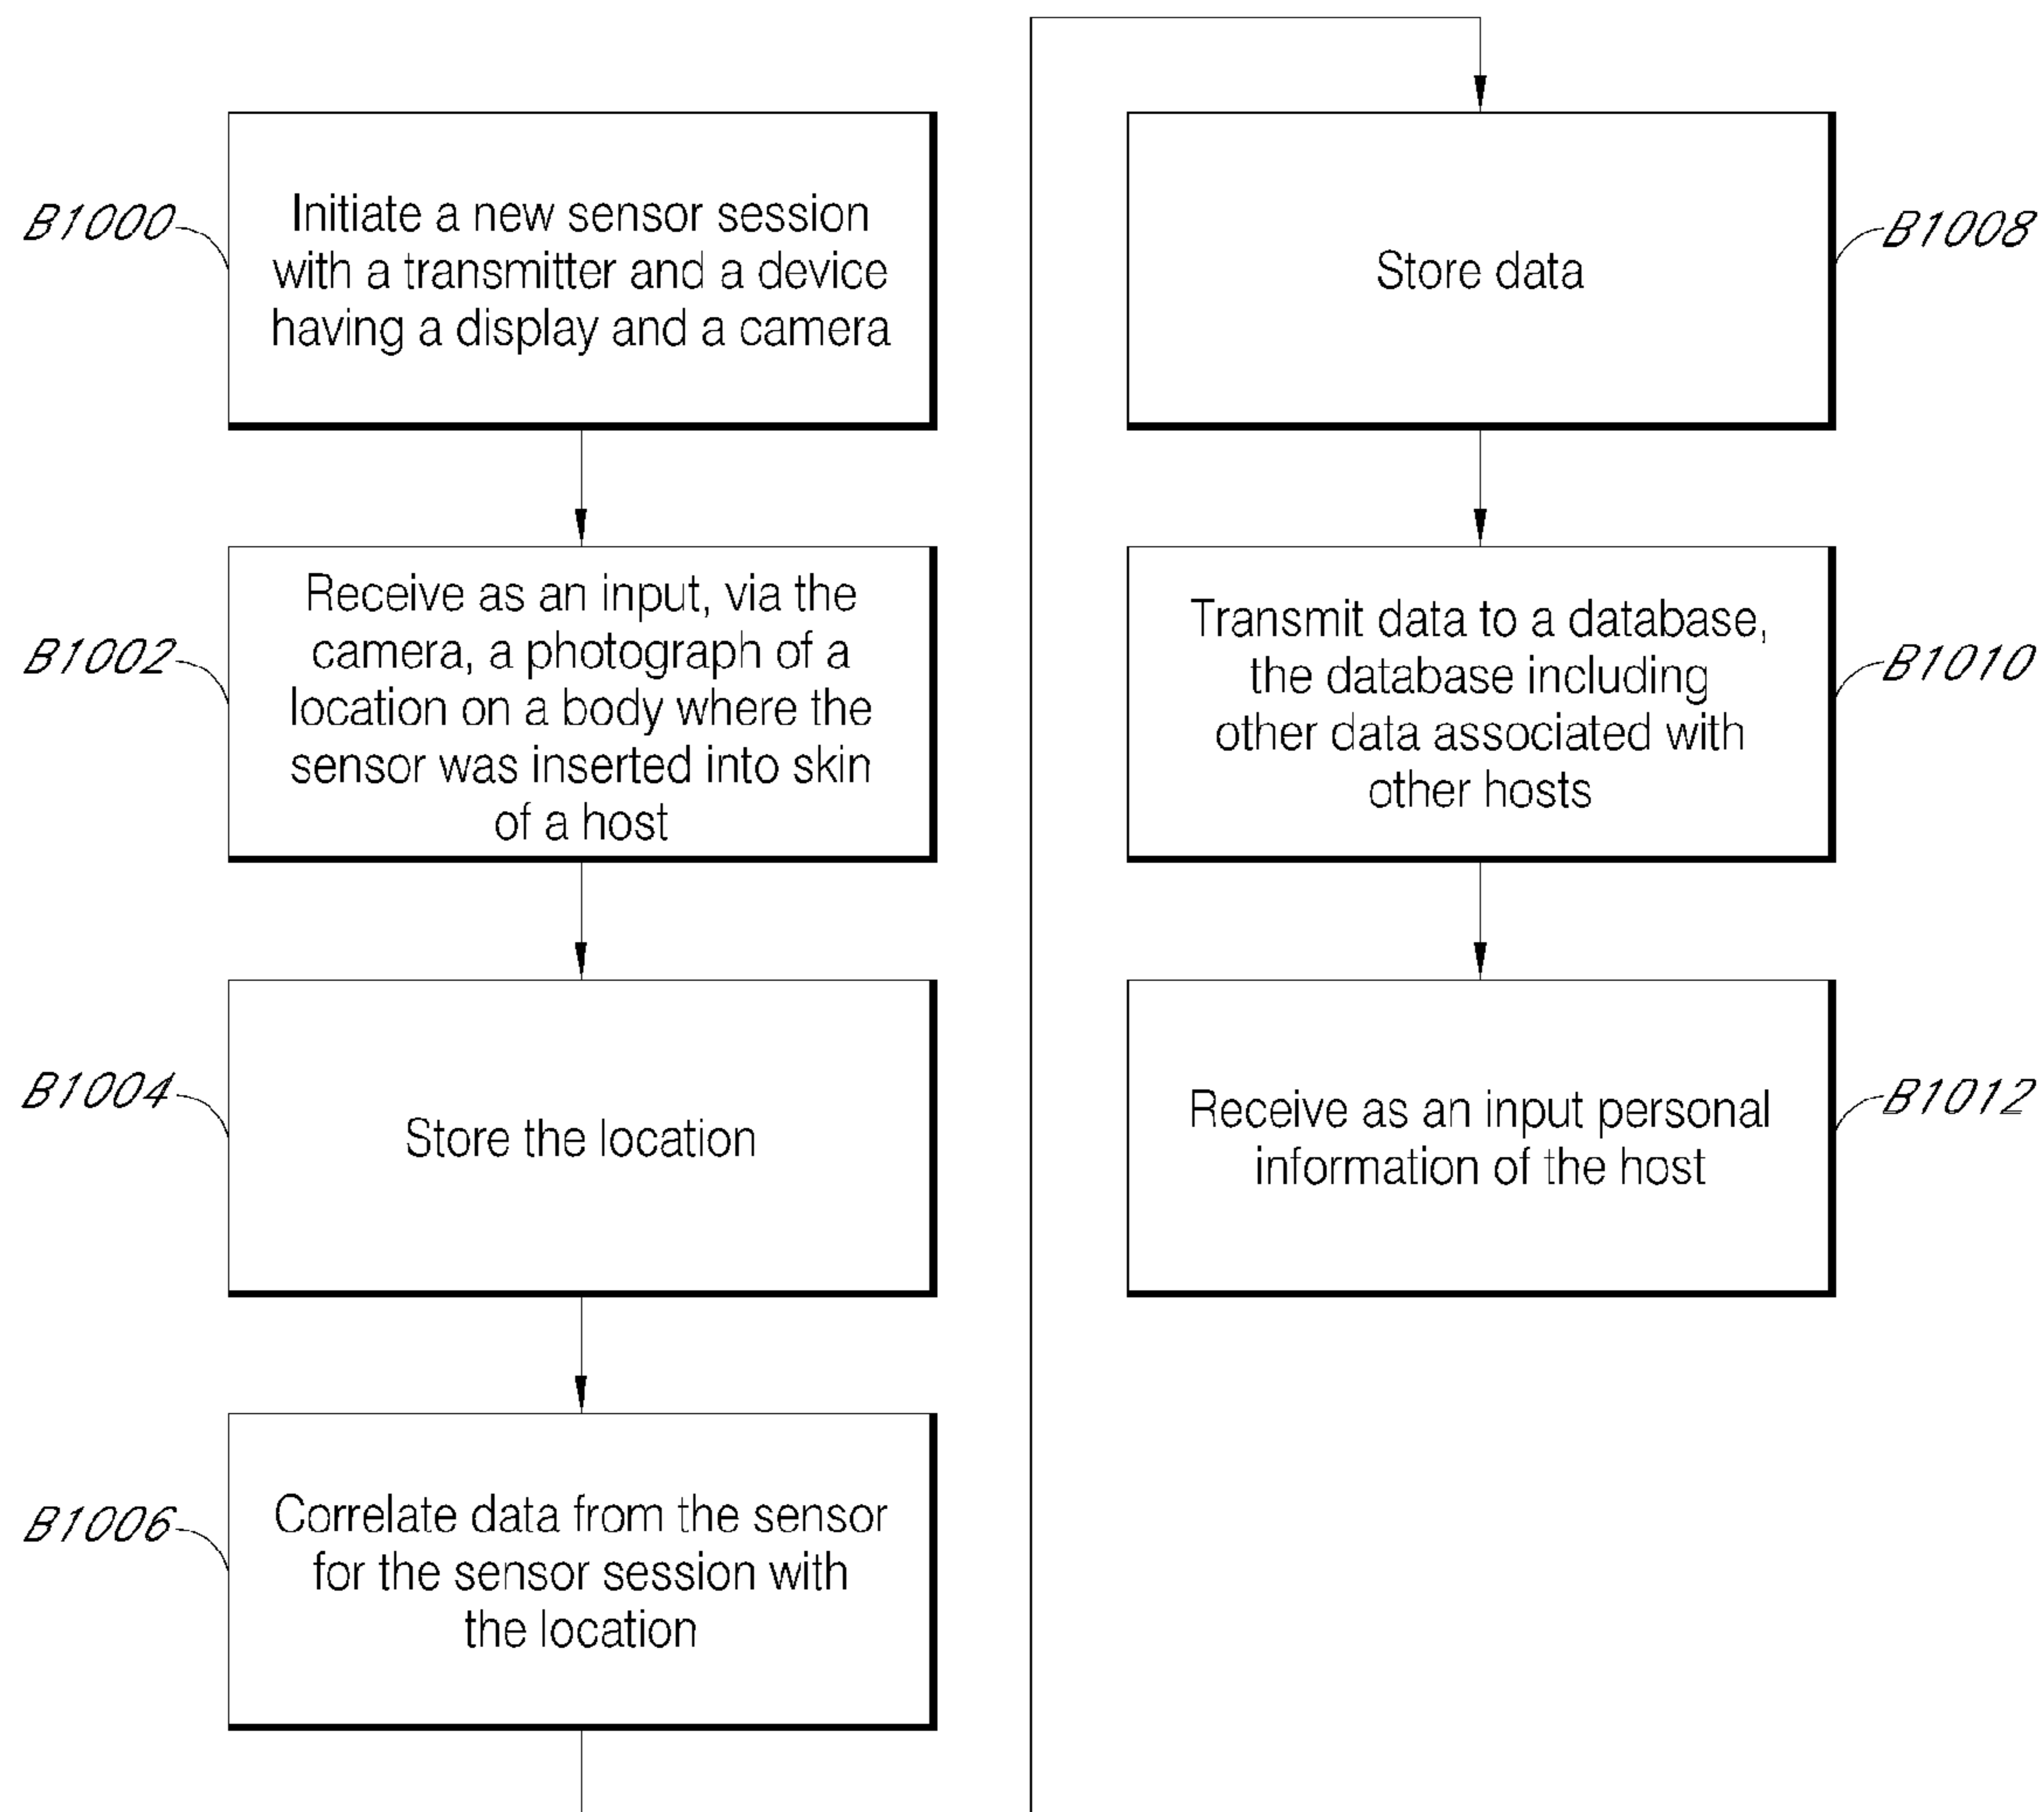 B1000
Initiate a new sensor session
with a transmitter and a device
having a display and a camera
B1002
Receive as an input, via the
camera, a photograph of a
location on a body where the
sensor was inserted into skin
of a host
B1004
Store the location
B1006
Correlate data from the sensor
for the sensor session with
the location
Store data
B1008
Transmit data to a database,
the database including
other data associated with
other hosts
B1010
Receive as an input personal
information of the host
B1012